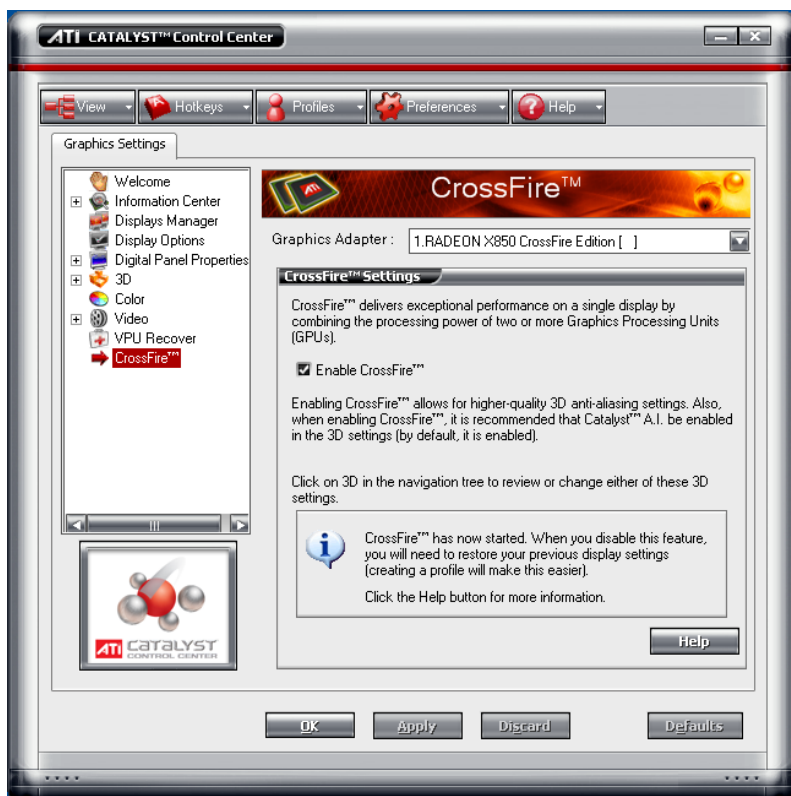 ATI CATALYST™ Control Center
View
Hotkeys
Profiles
Preferences
Help
Graphics Settings
Welcome
Information Center
Displays Manager
Display Options
Digital Panel Properties
3D
Color
Video
VPU Recover
CrossFire™
ATI CATALYST
CONTROL CENTER
ATI
CrossFire™
Graphics Adapter :
1.RADEON X850 CrossFire Edition [ ]
CrossFire™ Settings
CrossFire™ delivers exceptional performance on a single display by
combining the processing power of two or more Graphics Processing Units
(GPUs).
Enable CrossFire™
Enabling CrossFire™ allows for higher-quality 3D anti-aliasing settings. Also,
when enabling CrossFire™, it is recommended that Catalyst™ A.I. be enabled
in the 3D settings (by default, it is enabled).
Click on 3D in the navigation tree to review or change either of these 3D
settings.
CrossFire™ has now started. When you disable this feature,
you will need to restore your previous display settings
(creating a profile will make this easier).
Click the Help button for more information.
Help
OK
Apply
Discard
Defaults